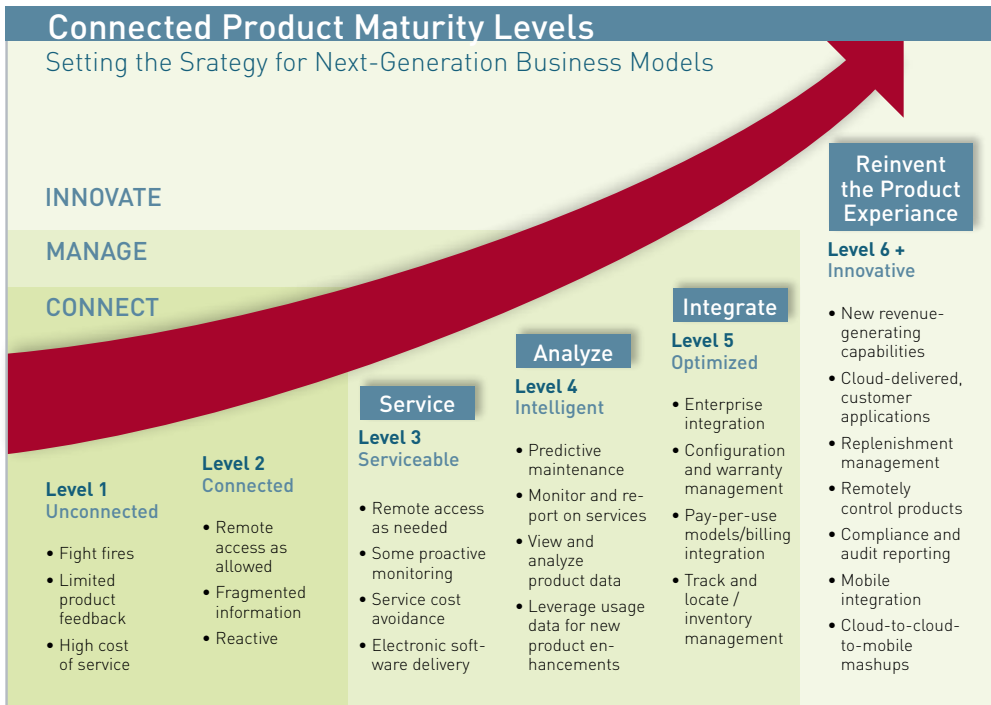 Connected Product Maturity Levels
Setting the Srategy for Next-Generation Business Models
INNOVATE
MANAGE
CONNECT
Level 1
Unconnected
• Fight fires
• Limited
product
feedback
• High cost
of service
Level 2
Connected
• Remote
access as
allowed
• Fragmented
information
• Reactive
Service
Level 3
Serviceable
• Remote access
as needed
• Some proactive
monitoring
• Service cost
avoidance
• Electronic soft-
ware delivery
Analyze
Level 4
Intelligent
• Predictive
maintenance
• Monitor and re-
port on services
• View and
analyze
product data
• Leverage usage
data for new
product en-
hancements
Integrate
Level 5
Optimized
• Enterprise
integration
• Configuration
and warranty
management
• Pay-per-use
models/billing
integration
• Track and
locate /
inventory
management
Reinvent
the Product
Experiance
Level 6 +
Innovative
• New revenue-
generating
capabilities
• Cloud-delivered,
customer
applications
• Replenishment
management
• Remotely
control products
• Compliance and
audit reporting
• Mobile
integration
• Cloud-to-cloud-
to-mobile
mashups